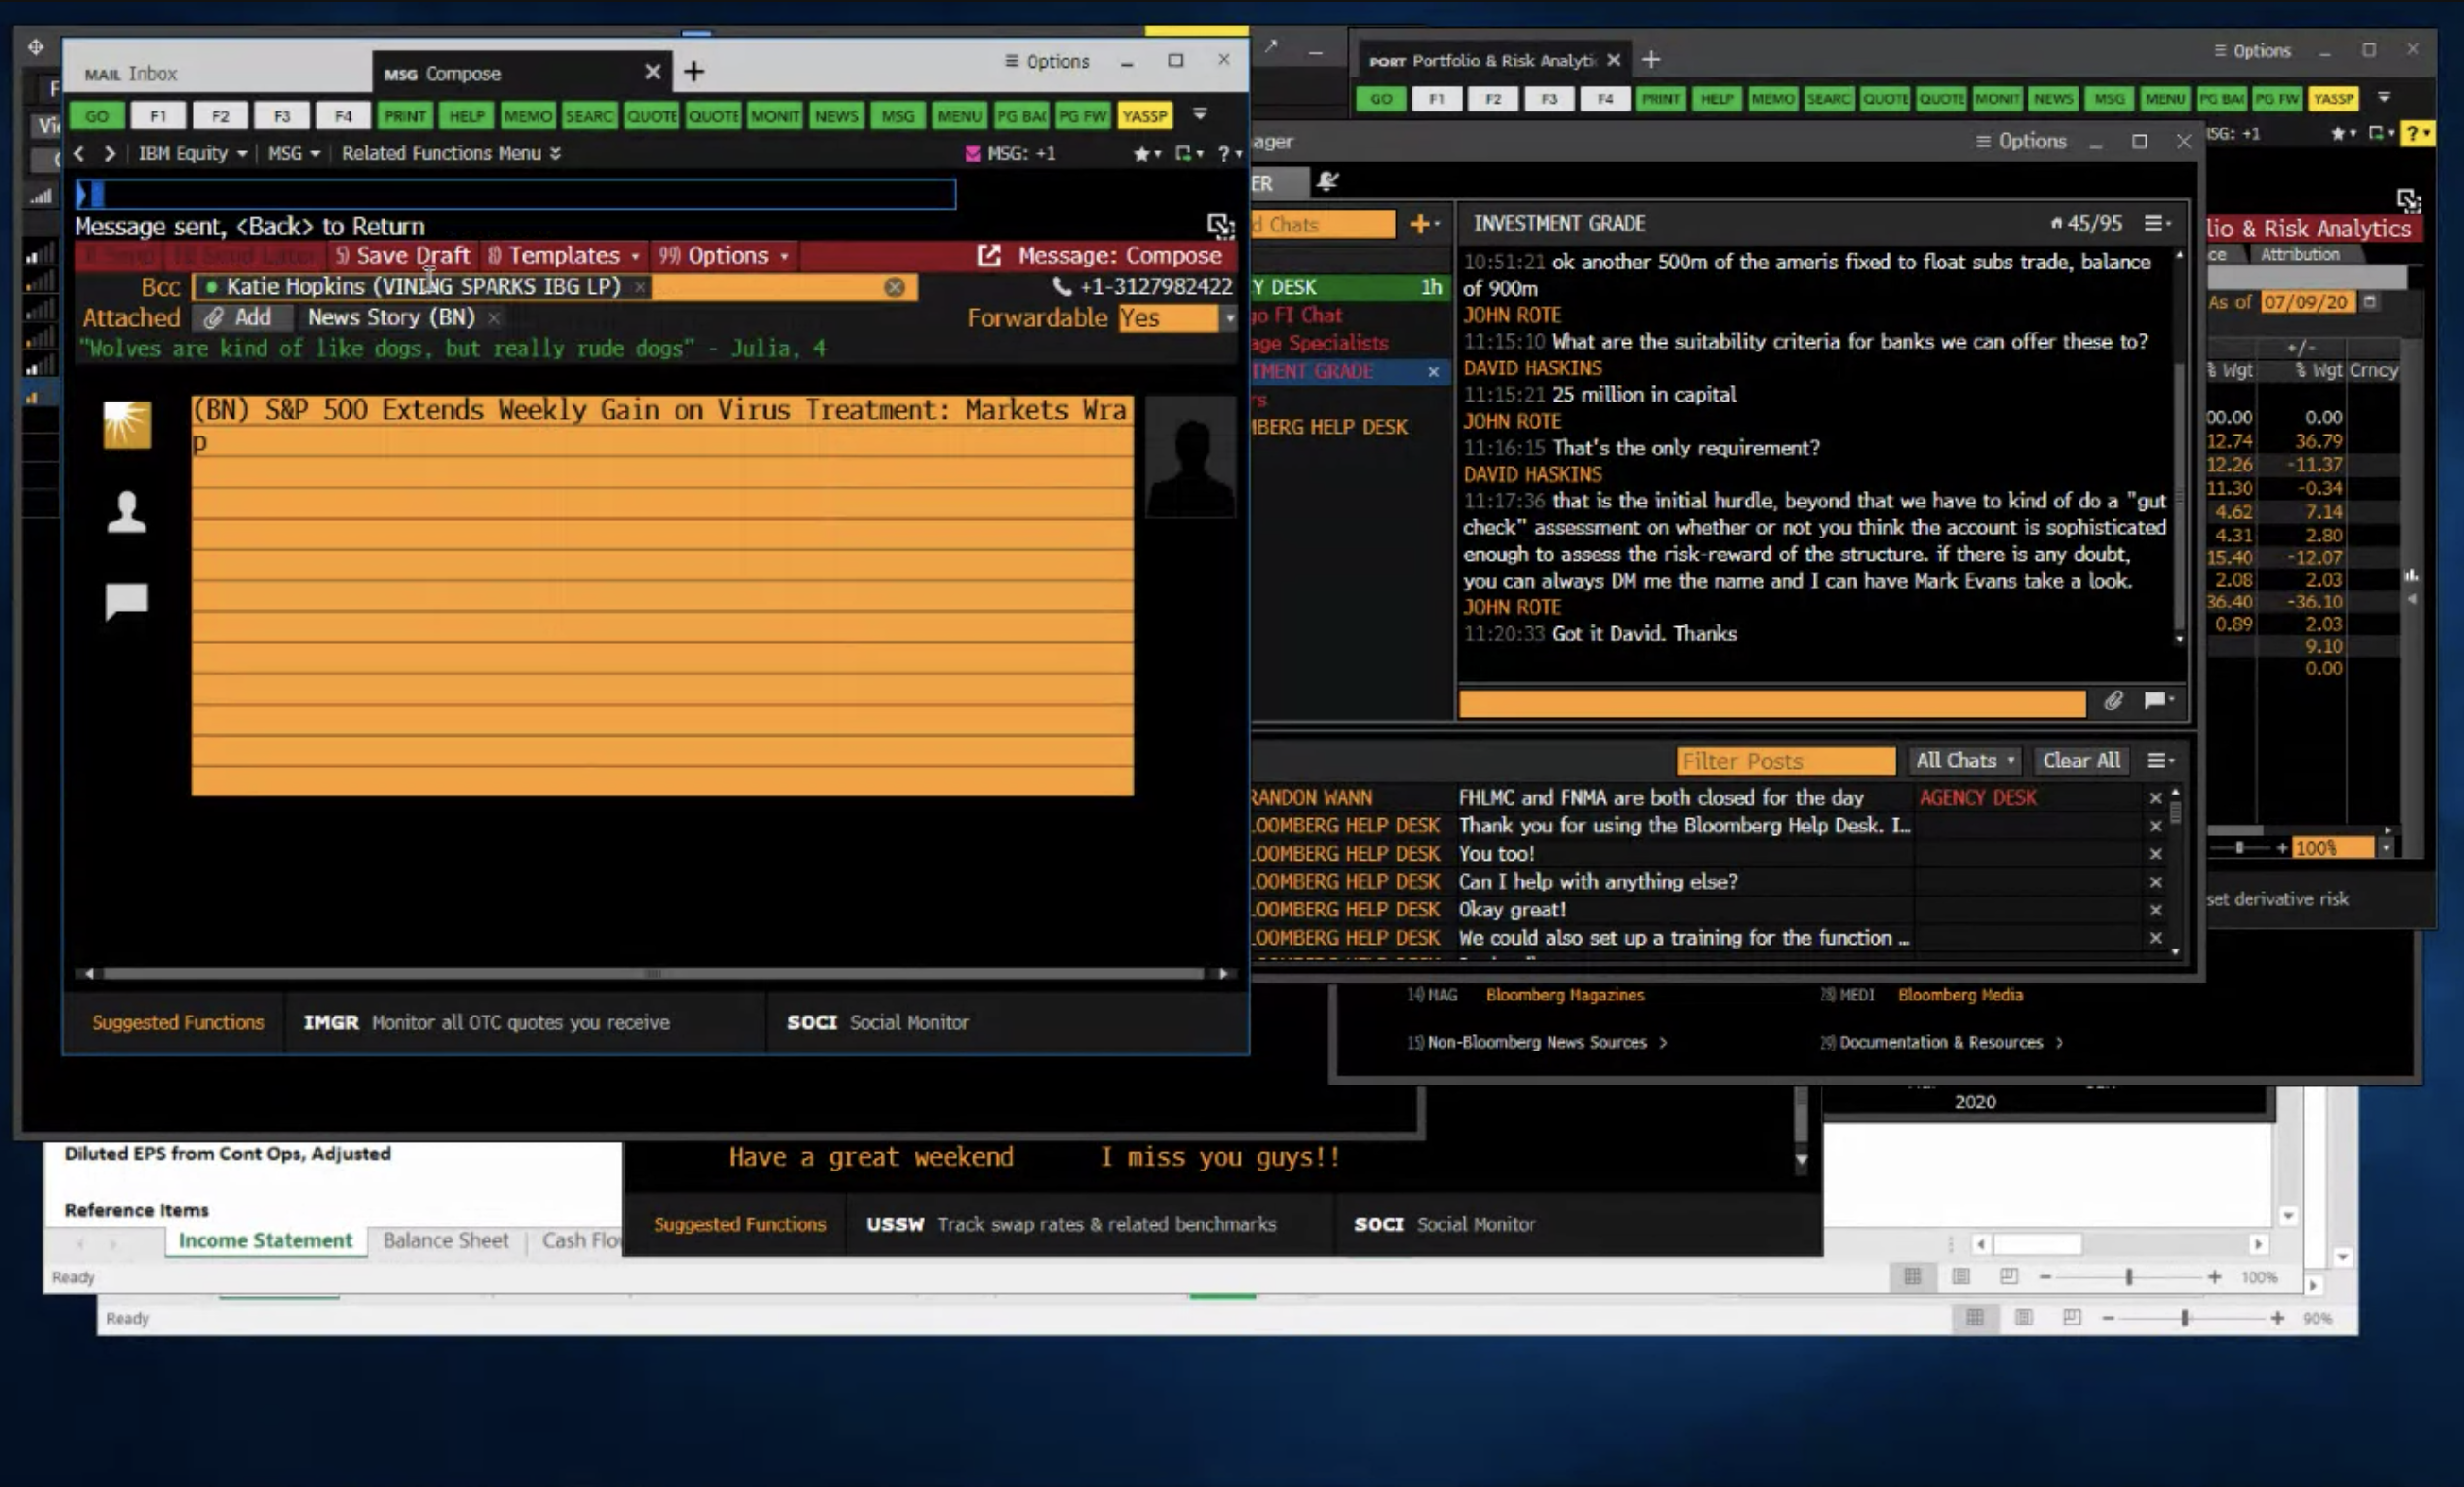 MAIL Inbox
MSG Compose
Options
GO F1 F2 F3 F4 PRINT HELP MEMO SEARC QUOTE QUOTE MONIT NEWS MSG MENU PG BAC PG FW YASSP
IBM Equity MSG Related Functions Menu MSG: +1 ?
Message sent, <Back> to Return
5) Save Draft 8) Templates 99) Options Message: Compose
Bcc Katie Hopkins (VINING SPARKS IBG LP) +1-3127982422
Attached Add News Story (BN) Forwardable Yes
"Wolves are kind of like dogs, but really rude dogs" - Julia, 4
(BN) S&P 500 Extends Weekly Gain on Virus Treatment: Markets Wra
p
Suggested Functions IMGR Monitor all OTC quotes you receive SOCI Social Monitor
PORT Portfolio & Risk Analyti
Options
GO F1 F2 F3 F4 PRINT HELP MEMO SEARC QUOTE QUOTE MONIT NEWS MSG MENU PG BAC PG FW YASSP
ager Options
SG: +1 ?
ER
d Chats
Y DESK 1h
go FI Chat
age Specialists
TMENT GRADE
rs
MBERG HELP DESK
INVESTMENT GRADE 45/95
10:51:21 ok another 500m of the ameris fixed to float subs trade, balance
of 900m
JOHN ROTE
11:15:10 What are the suitability criteria for banks we can offer these to?
DAVID HASKINS
11:15:21 25 million in capital
JOHN ROTE
11:16:15 That's the only requirement?
DAVID HASKINS
11:17:36 that is the initial hurdle, beyond that we have to kind of do a "gut
check" assessment on whether or not you think the account is sophisticated
enough to assess the risk-reward of the structure. if there is any doubt,
you can always DM me the name and I can have Mark Evans take a look.
JOHN ROTE
11:20:33 Got it David. Thanks
Filter Posts All Chats Clear All
RANDON WANN FHLMC and FNMA are both closed for the day AGENCY DESK
LOOMBERG HELP DESK Thank you for using the Bloomberg Help Desk. I...
LOOMBERG HELP DESK You too!
LOOMBERG HELP DESK Can I help with anything else?
LOOMBERG HELP DESK Okay great!
LOOMBERG HELP DESK We could also set up a training for the function ...
lio & Risk Analytics
ce Attribution
As of 07/09/20
+/-
% Wgt % Wgt Crncy
00.00 0.00
12.74 36.79
12.26 -11.37
11.30 -0.34
4.62 7.14
4.31 2.80
15.40 -12.07
2.08 2.03
36.40 -36.10
0.89 2.03
9.10
0.00
100%
set derivative risk
14) MAG Bloomberg Magazines 28) MEDI Bloomberg Media
15) Non-Bloomberg News Sources > 29) Documentation & Resources >
2020
Diluted EPS from Cont Ops, Adjusted
Reference Items
Income Statement Balance Sheet Cash Flo
Ready
100%
Have a great weekend I miss you guys!!
Suggested Functions USSW Track swap rates & related benchmarks SOCI Social Monitor
Ready
90%